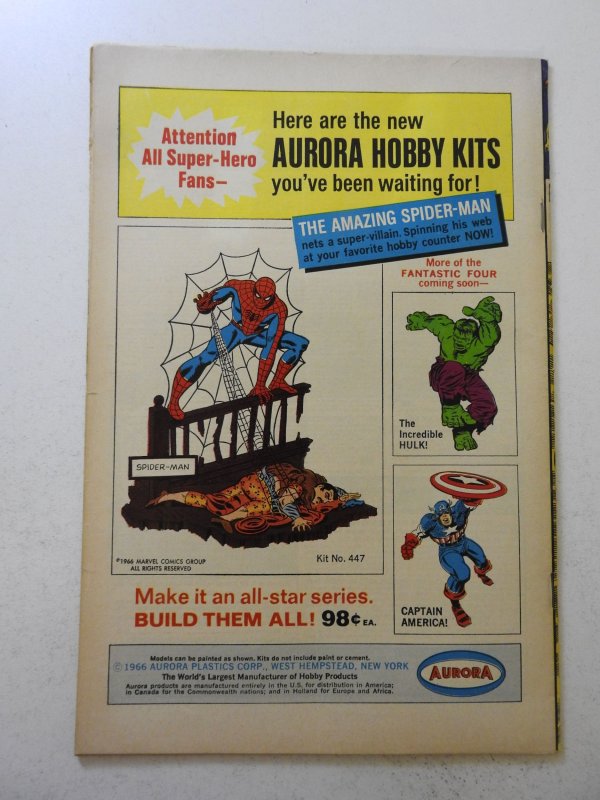 Attention
All Super-Hero
Fans—
Here are the new
AURORA HOBBY KITS
you've been waiting for!
THE AMAZING SPIDER-MAN
nets a super-villain. Spinning his web
at your favorite hobby counter NOW!
More of the
FANTASTIC FOUR
coming soon—
The
Incredible
HULK!
SPIDER-MAN
©1966 MARVEL COMICS GROUP
ALL RIGHTS RESERVED
Kit No. 447
CAPTAIN
AMERICA!
Make it an all-star series.
BUILD THEM ALL! 98¢ EA.
Models can be painted as shown. Kits do not include paint or cement.
© 1966 AURORA PLASTICS CORP., WEST HEMPSTEAD, NEW YORK
The World's Largest Manufacturer of Hobby Products
Aurora products are manufactured entirely in the U.S. for distribution in America;
in Canada for the Commonwealth nations; and in Holland for Europe and Africa.
AURORA